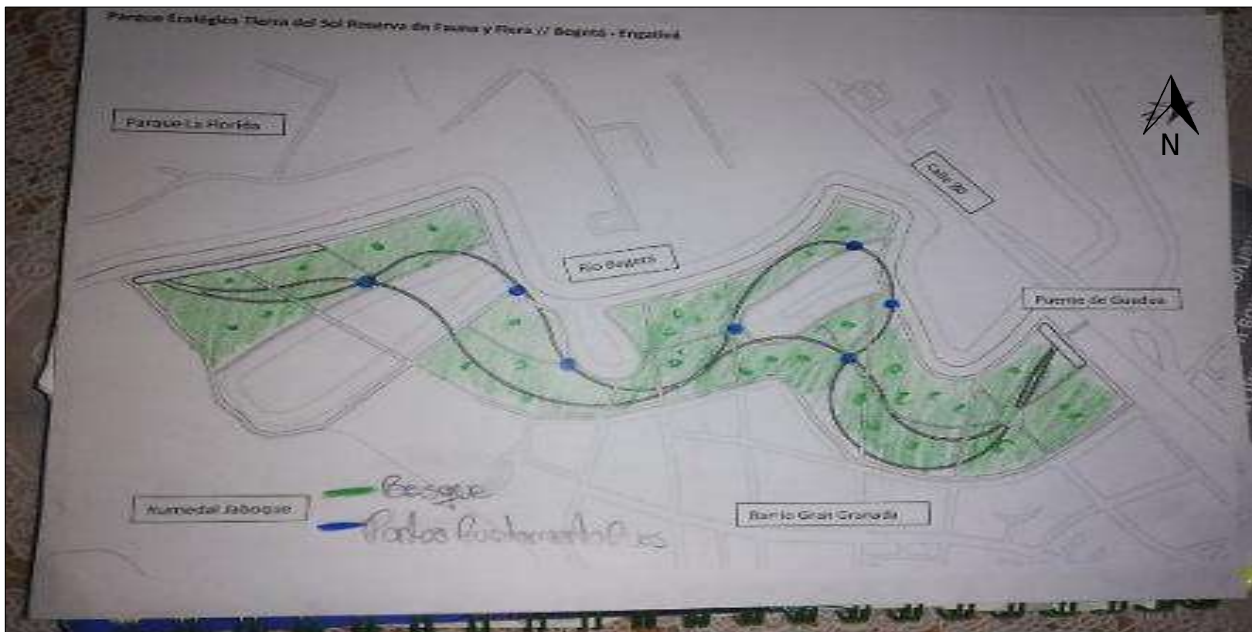 Parque Ecológico Tierra del Sol Reserva de Fauna y Flora // Bogotá - Engativá
Parque La Florida
N
Calle 90
Río Bogotá
Puente de Guadua
Humedal Jaboque
Barrio Gran Granada
Bosque